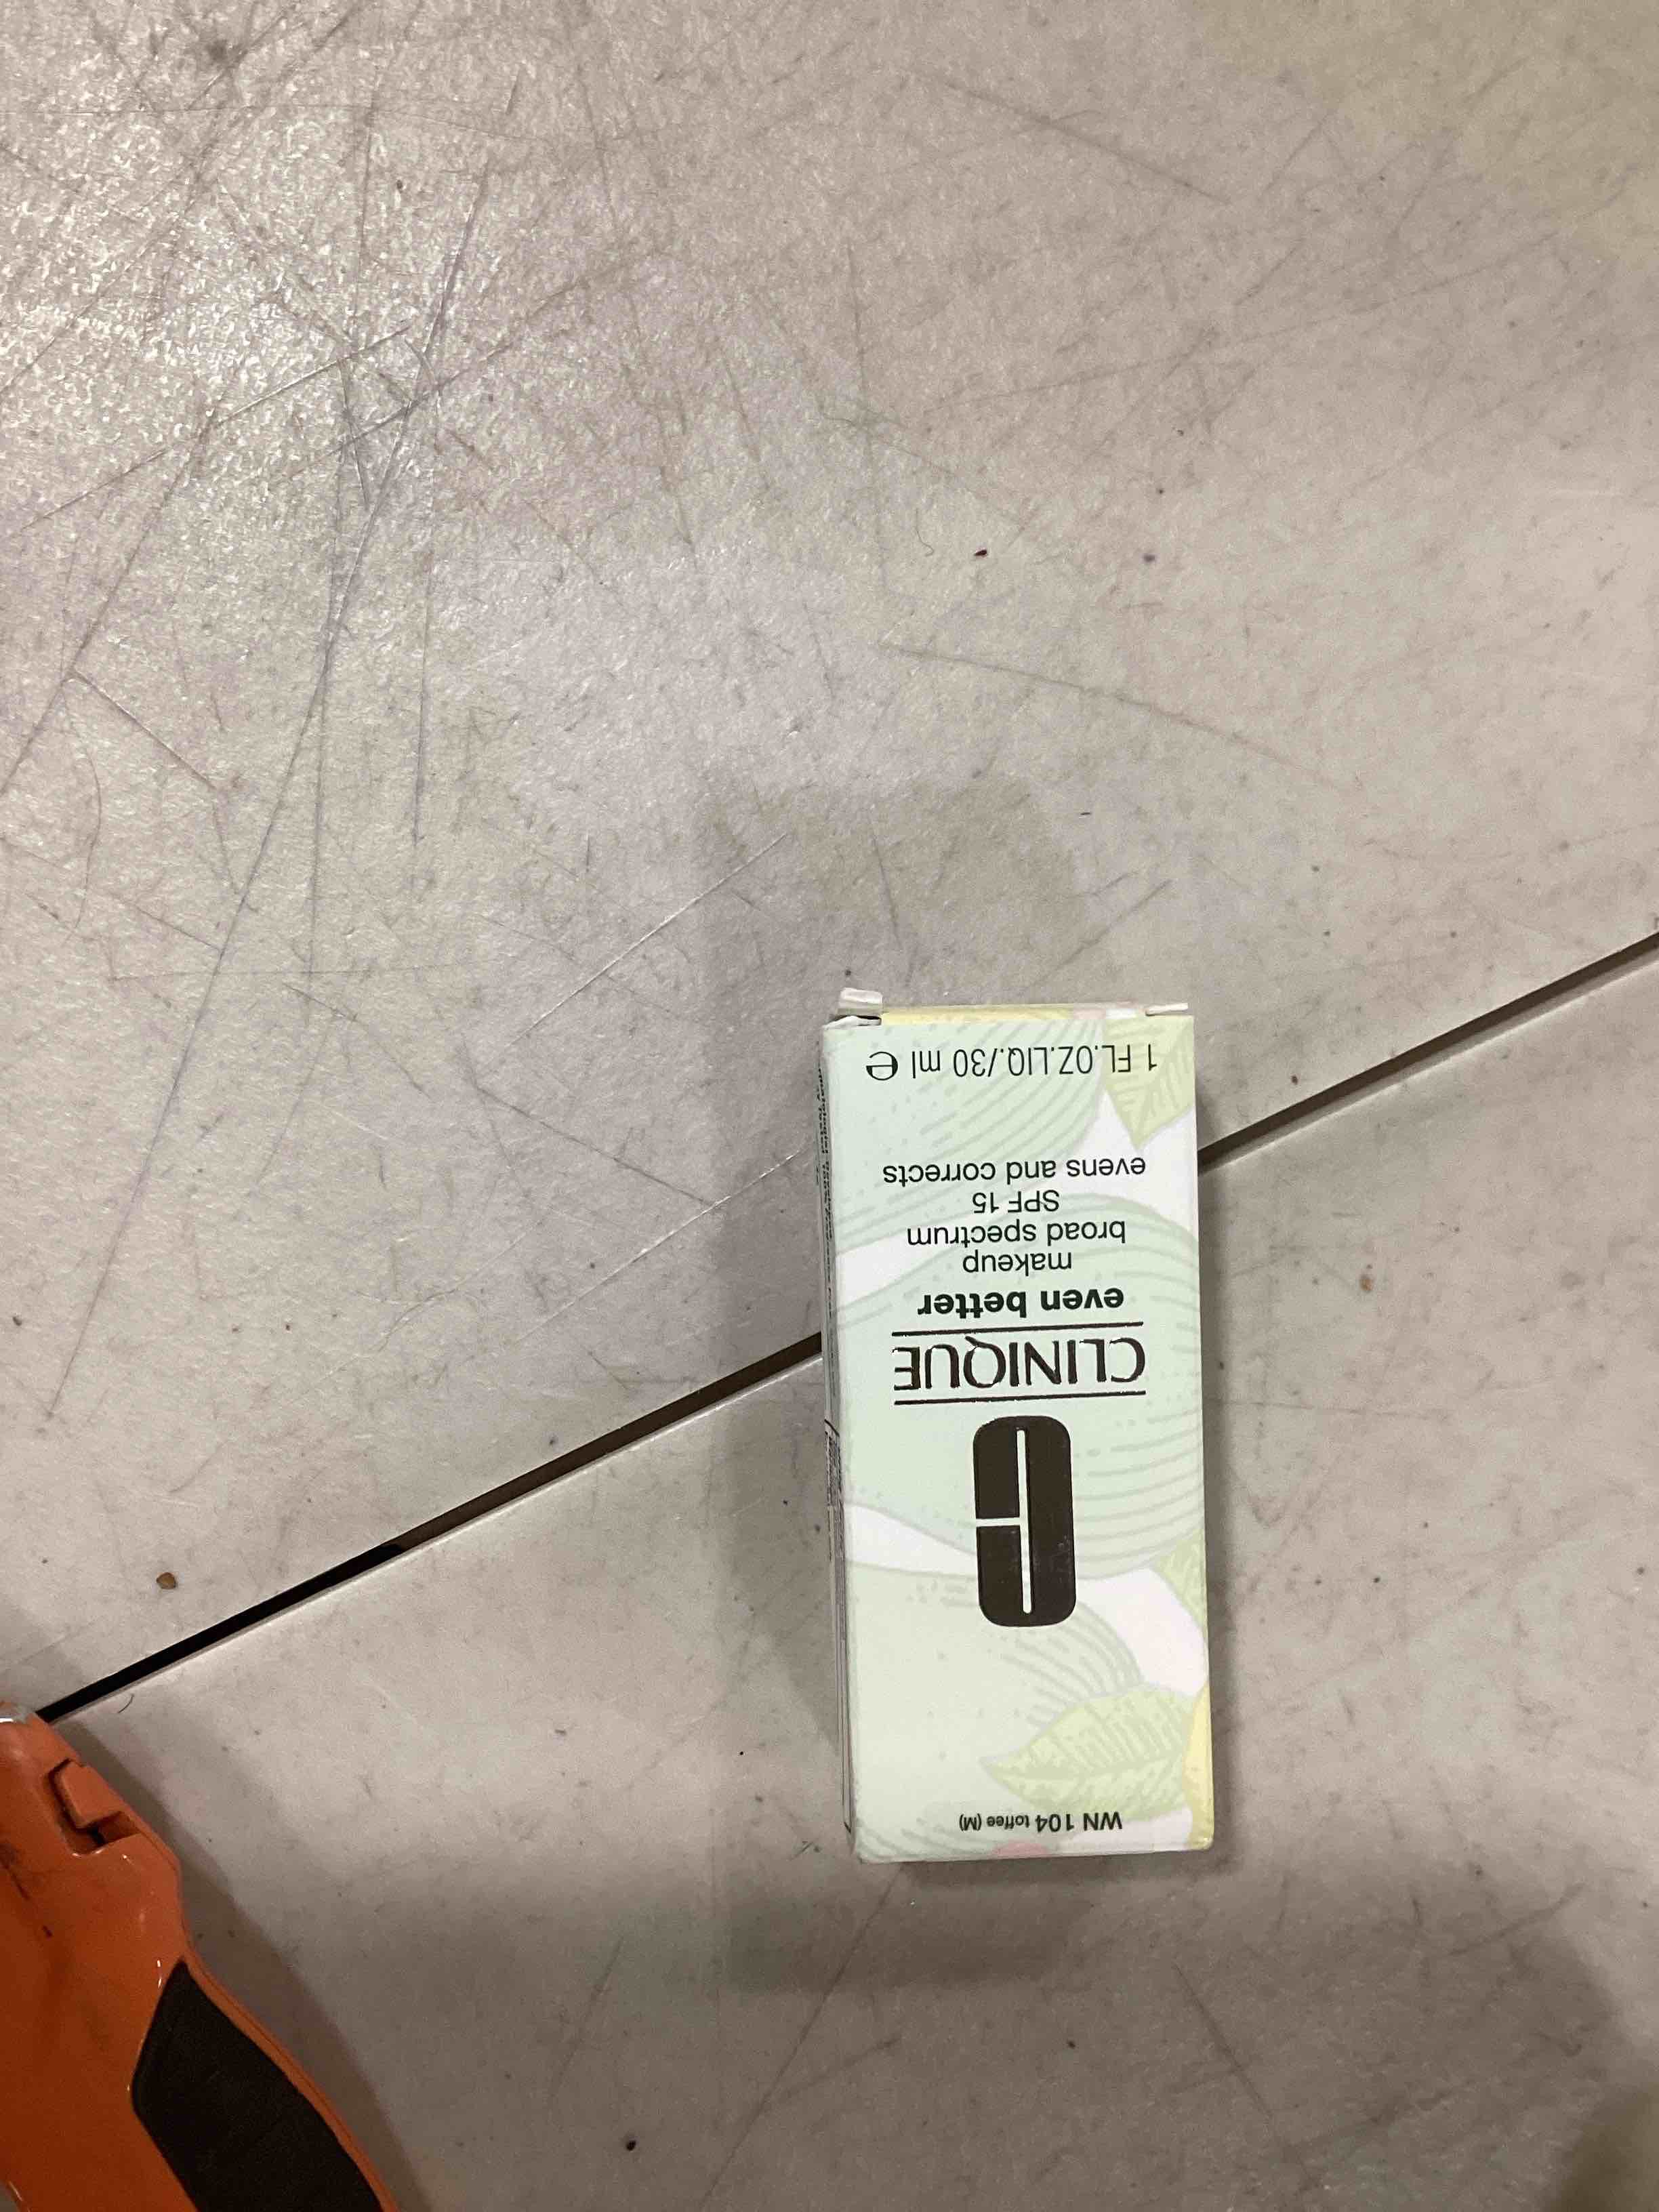 WN 104 toffee (M)
C
CLINIQUE
even better
makeup
broad spectrum
SPF 15
evens and corrects
1 FL.OZ.LIQ./30 ml e